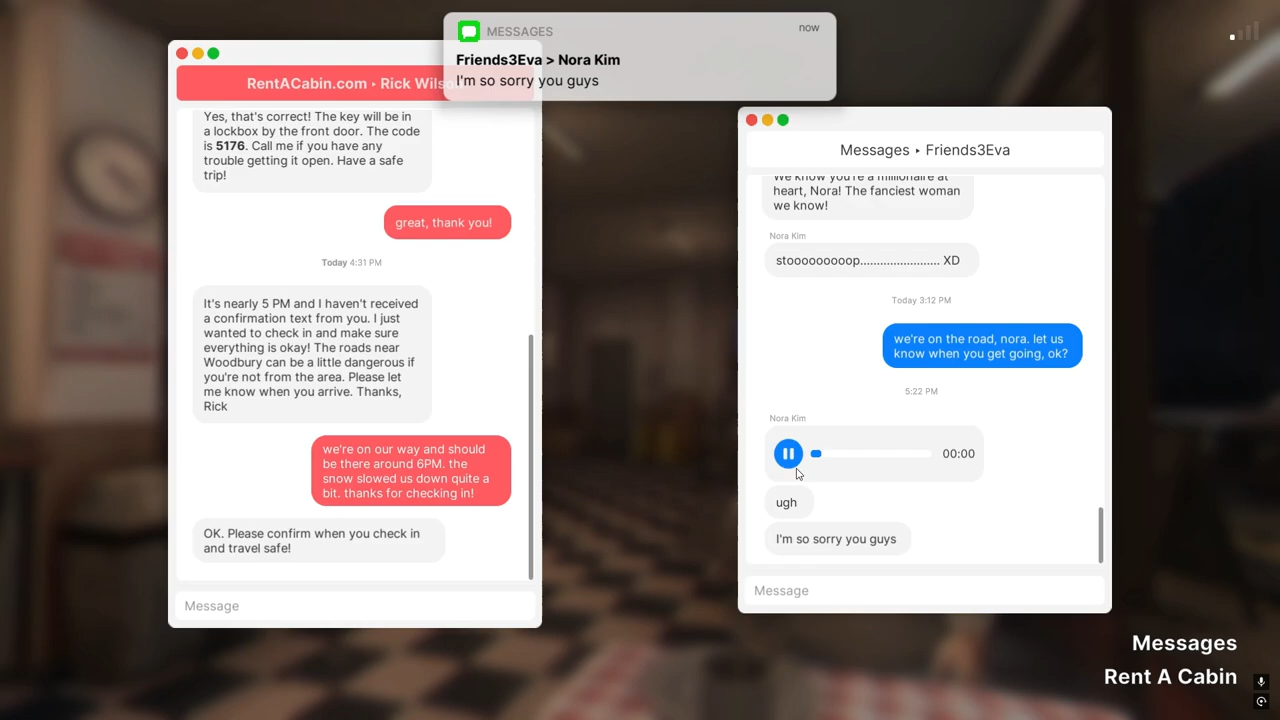 MESSAGES
now
Friends3Eva > Nora Kim
I'm so sorry you guys
RentACabin.com ▸ Rick Wils
Yes, that's correct! The key will be
in a lockbox by the front door. The code
is 5176. Call me if you have any
trouble getting it open. Have a safe
trip!
great, thank you!
Today 4:31 PM
It's nearly 5 PM and I haven't received
a confirmation text from you. I just
wanted to check in and make sure
everything is okay! The roads near
Woodbury can be a little dangerous if
you're not from the area. Please let
me know when you arrive. Thanks,
Rick
we're on our way and should
be there around 6PM. the
snow slowed us down quite a
bit. thanks for checking in!
OK. Please confirm when you check in
and travel safe!
Message
Messages ▸ Friends3Eva
We know you're a millionaire at
heart, Nora! The fanciest woman
we know!
Nora Kim
stooooooooop........................ XD
Today 3:12 PM
we're on the road, nora. let us
know when you get going, ok?
5:22 PM
Nora Kim
00:00
ugh
I'm so sorry you guys
Message
Messages
Rent A Cabin